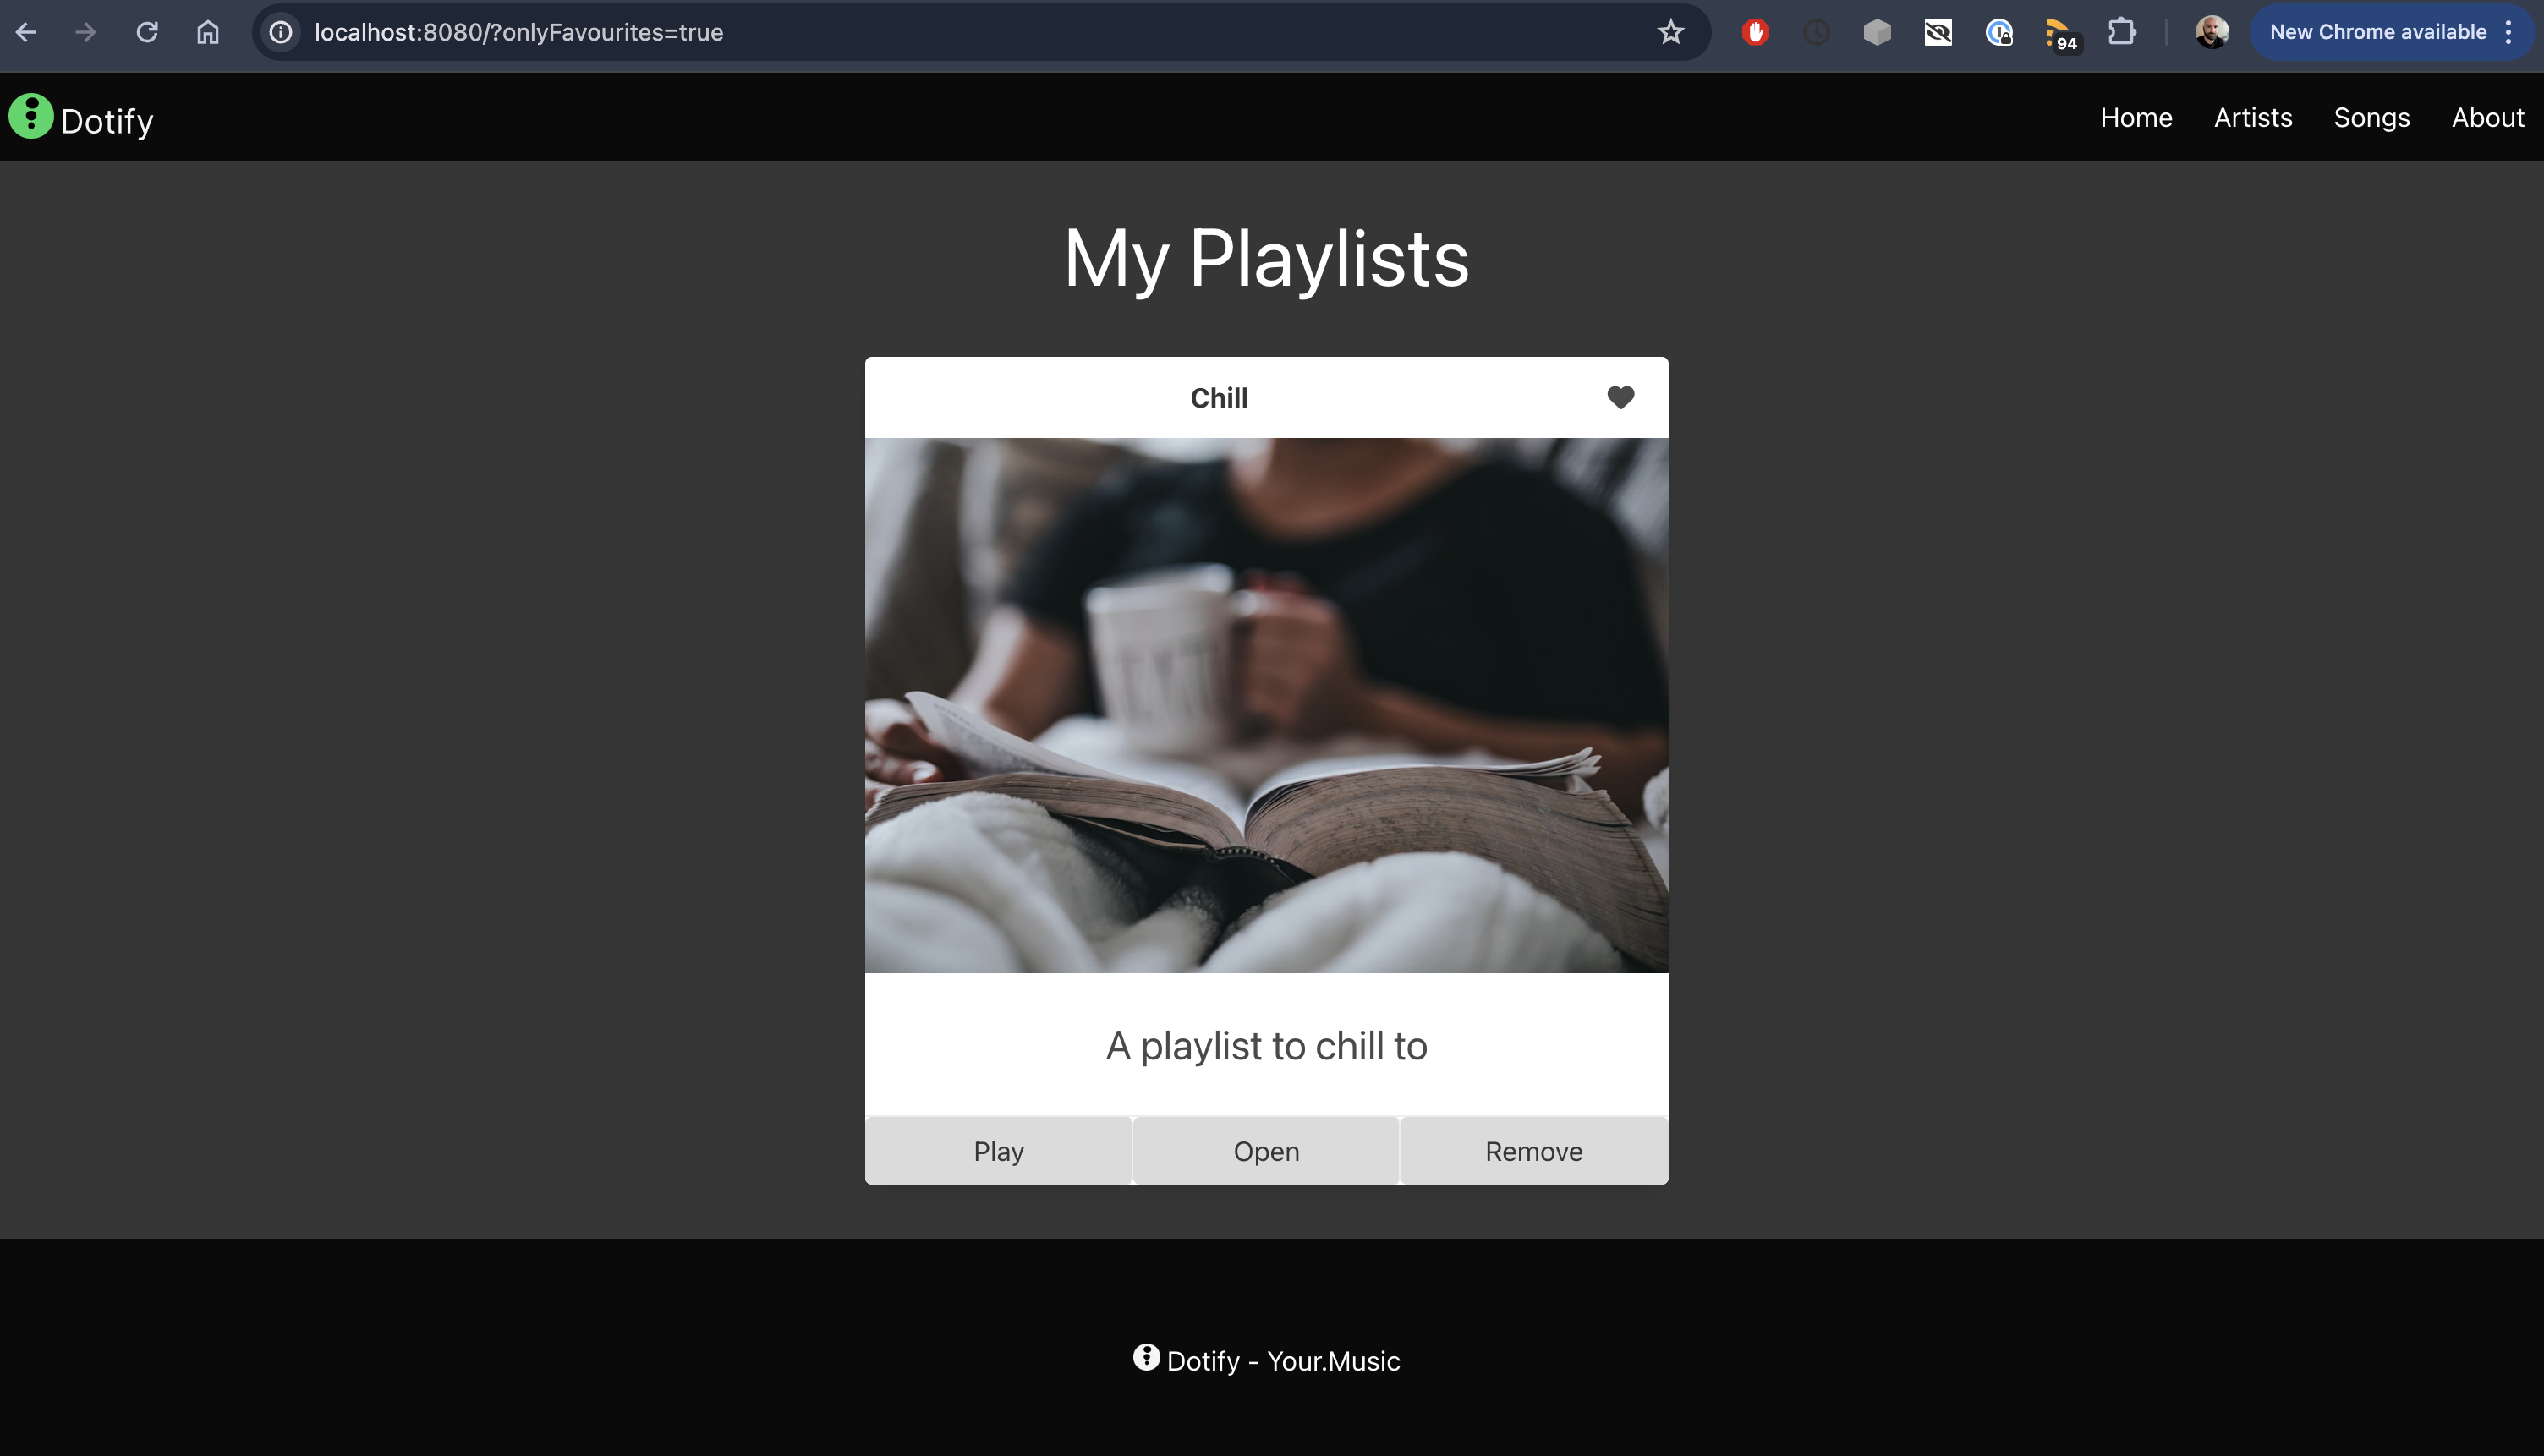 localhost:8080/?onlyFavourites=true
94
New Chrome available
Dotify
Home Artists Songs About
My Playlists
Chill
A playlist to chill to
Play Open Remove
Dotify - Your.Music